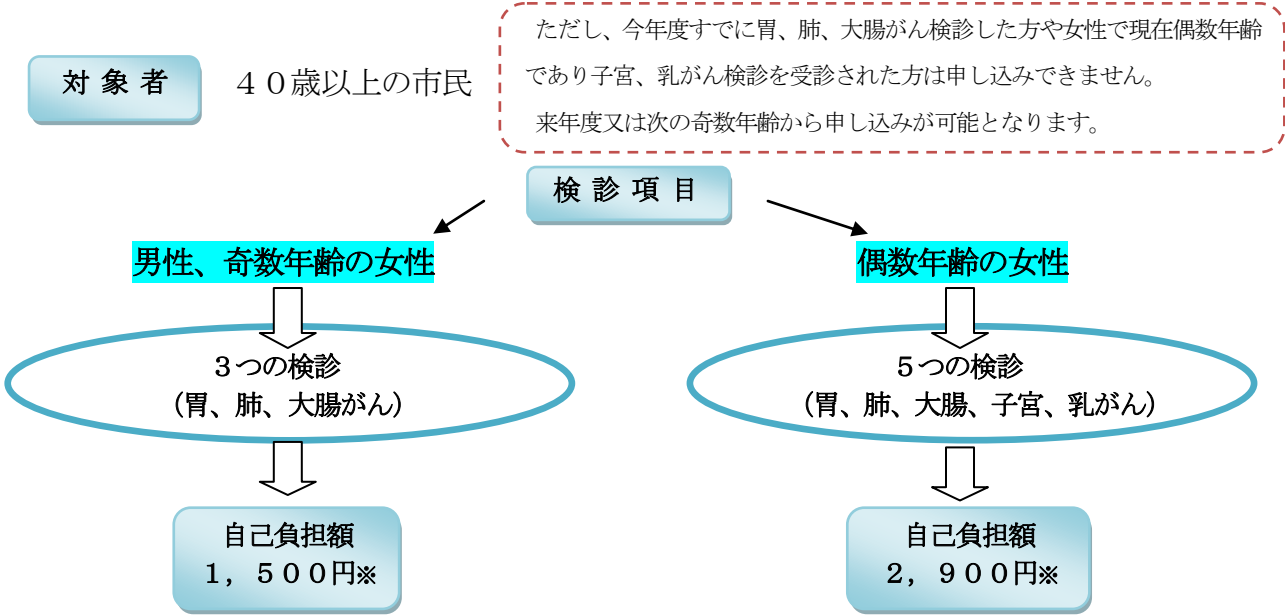 対象者
４０歳以上の市民
ただし、今年度すでに胃、肺、大腸がん検診した方や女性で現在偶数年齢
であり子宮、乳がん検診を受診された方は申し込みできません。
来年度又は次の奇数年齢から申し込みが可能となります。
検診項目
男性、奇数年齢の女性
３つの検診
（胃、肺、大腸がん）
自己負担額
１，５００円※
偶数年齢の女性
５つの検診
（胃、肺、大腸、子宮、乳がん）
自己負担額
２，９００円※